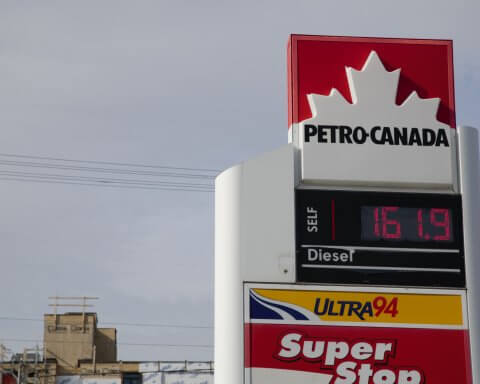 PETRO-CANADA
SELF 161.9
Diesel
ULTRA94
Super
Stop